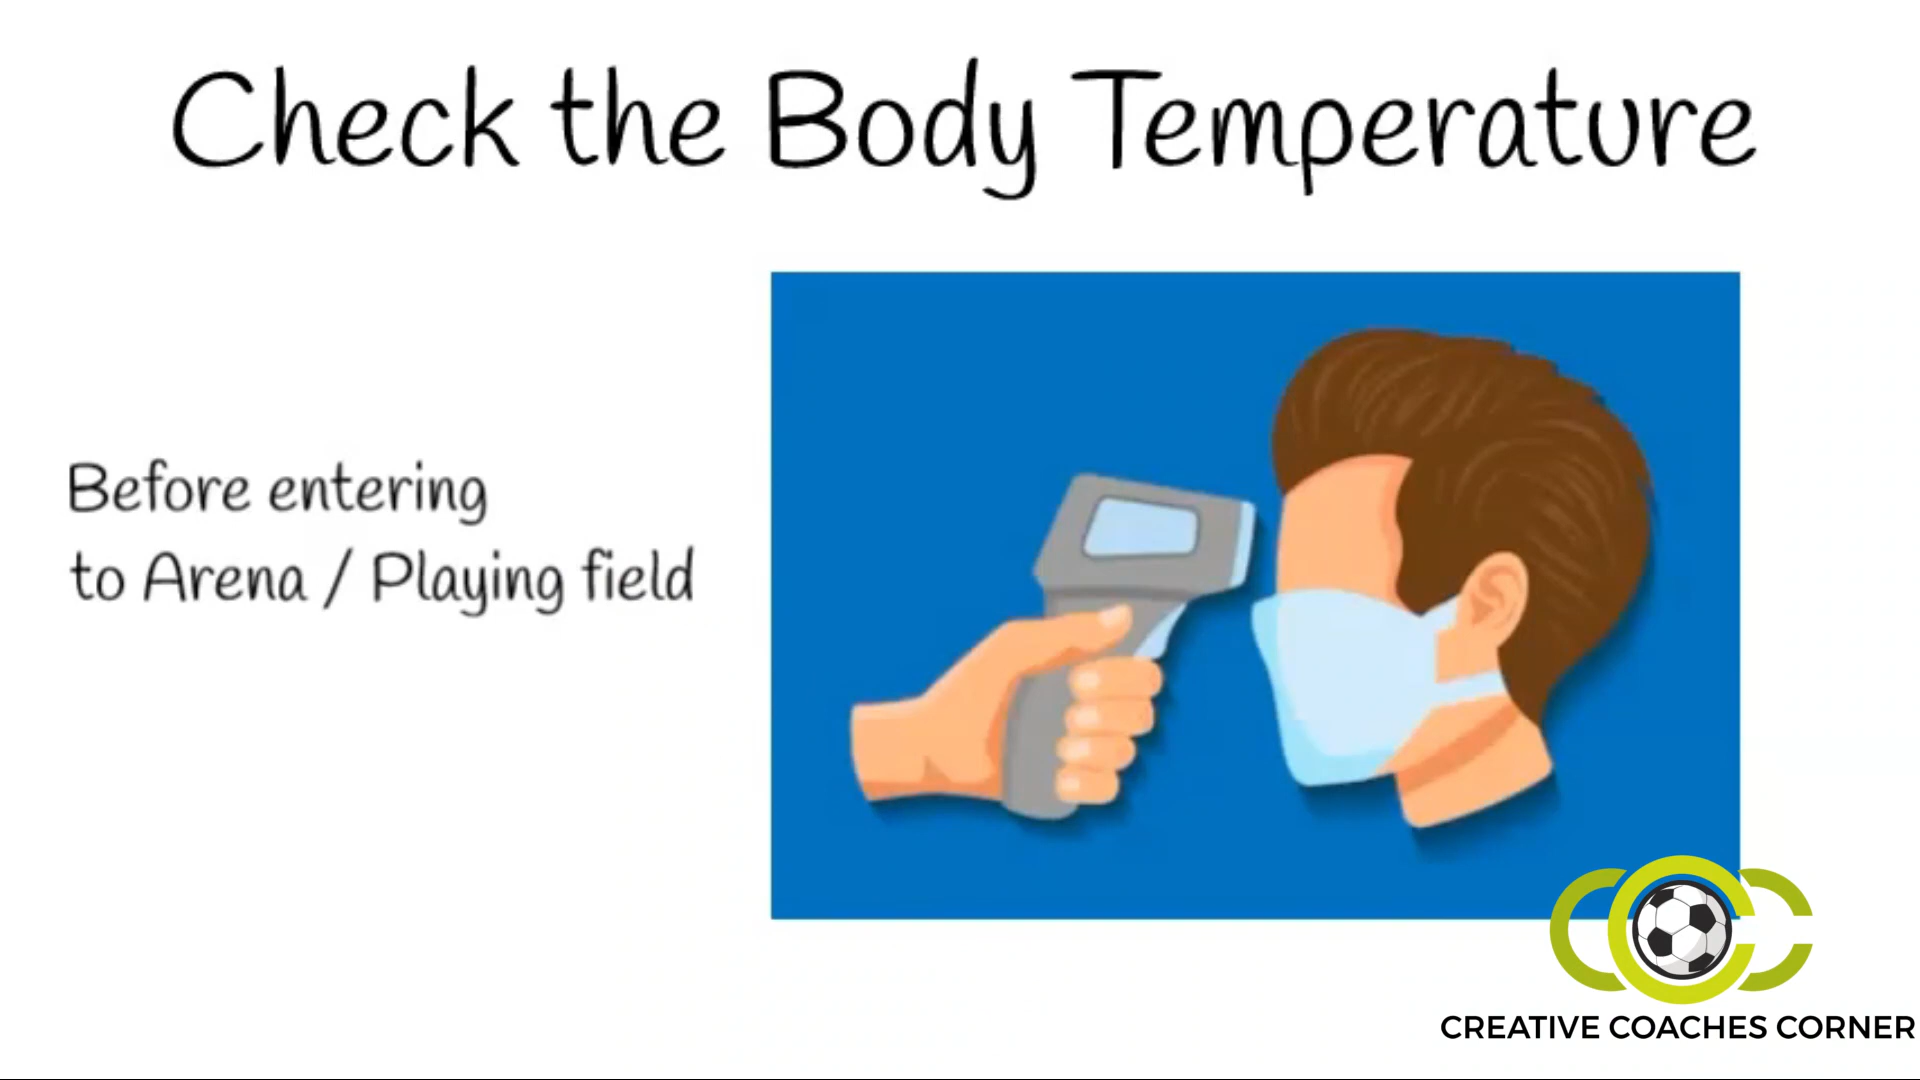 Check the Body Temperature
Before entering
to Arena / Playing field
CREATIVE COACHES CORNER